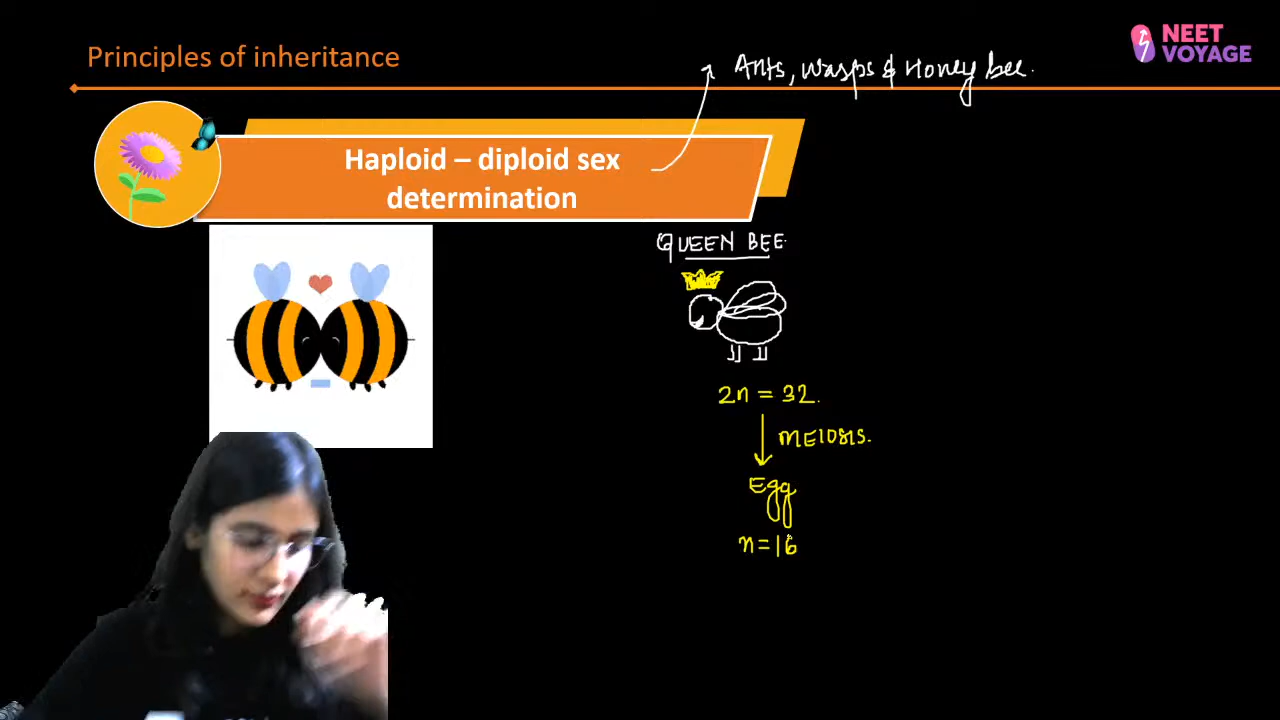 Principles of inheritance
NEET
VOYAGE
Ants, wasps & Honey bee.
Haploid – diploid sex
determination
QUEEN BEE
2n = 32.
MEIOSIS.
Egg
n=16